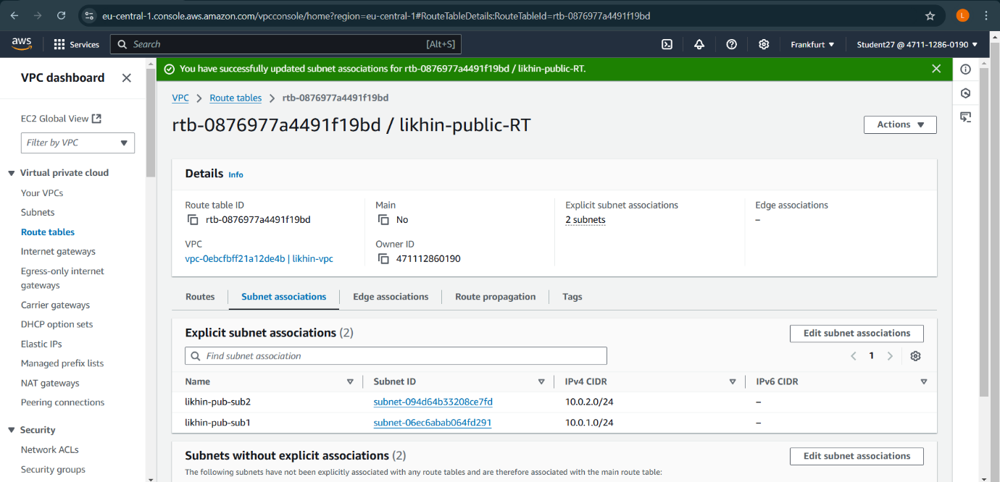 eu-central-1.console.aws.amazon.com/vpcconsole/home?region=eu-central-1#RouteTableDetails:RouteTableId=rtb-0876977a4491f19bd
L
aws
Services
Search
[Alt+S]
Frankfurt
Student27 @ 4711-1286-0190
VPC dashboard
EC2 Global View
Filter by VPC
Virtual private cloud
Your VPCs
Subnets
Route tables
Internet gateways
Egress-only internet
gateways
Carrier gateways
DHCP option sets
Elastic IPs
Managed prefix lists
NAT gateways
Peering connections
Security
Network ACLs
Security groups
You have successfully updated subnet associations for rtb-0876977a4491f19bd / likhin-public-RT.
VPC > Route tables > rtb-0876977a4491f19bd
rtb-0876977a4491f19bd / likhin-public-RT
Actions
Details Info
Route table ID
rtb-0876977a4491f19bd
Main
No
Explicit subnet associations
2 subnets
Edge associations
–
VPC
vpc-0ebcfbff21a12de4b | likhin-vpc
Owner ID
471112860190
Routes
Subnet associations
Edge associations
Route propagation
Tags
Explicit subnet associations (2)
Edit subnet associations
Find subnet association
1
Name Subnet ID IPv4 CIDR IPv6 CIDR
likhin-pub-sub2 subnet-094d64b33208ce7fd 10.0.2.0/24 –
likhin-pub-sub1 subnet-06ec6abab064fd291 10.0.1.0/24 –
Subnets without explicit associations (2)
Edit subnet associations
The following subnets have not been explicitly associated with any route tables and are therefore associated with the main route table: